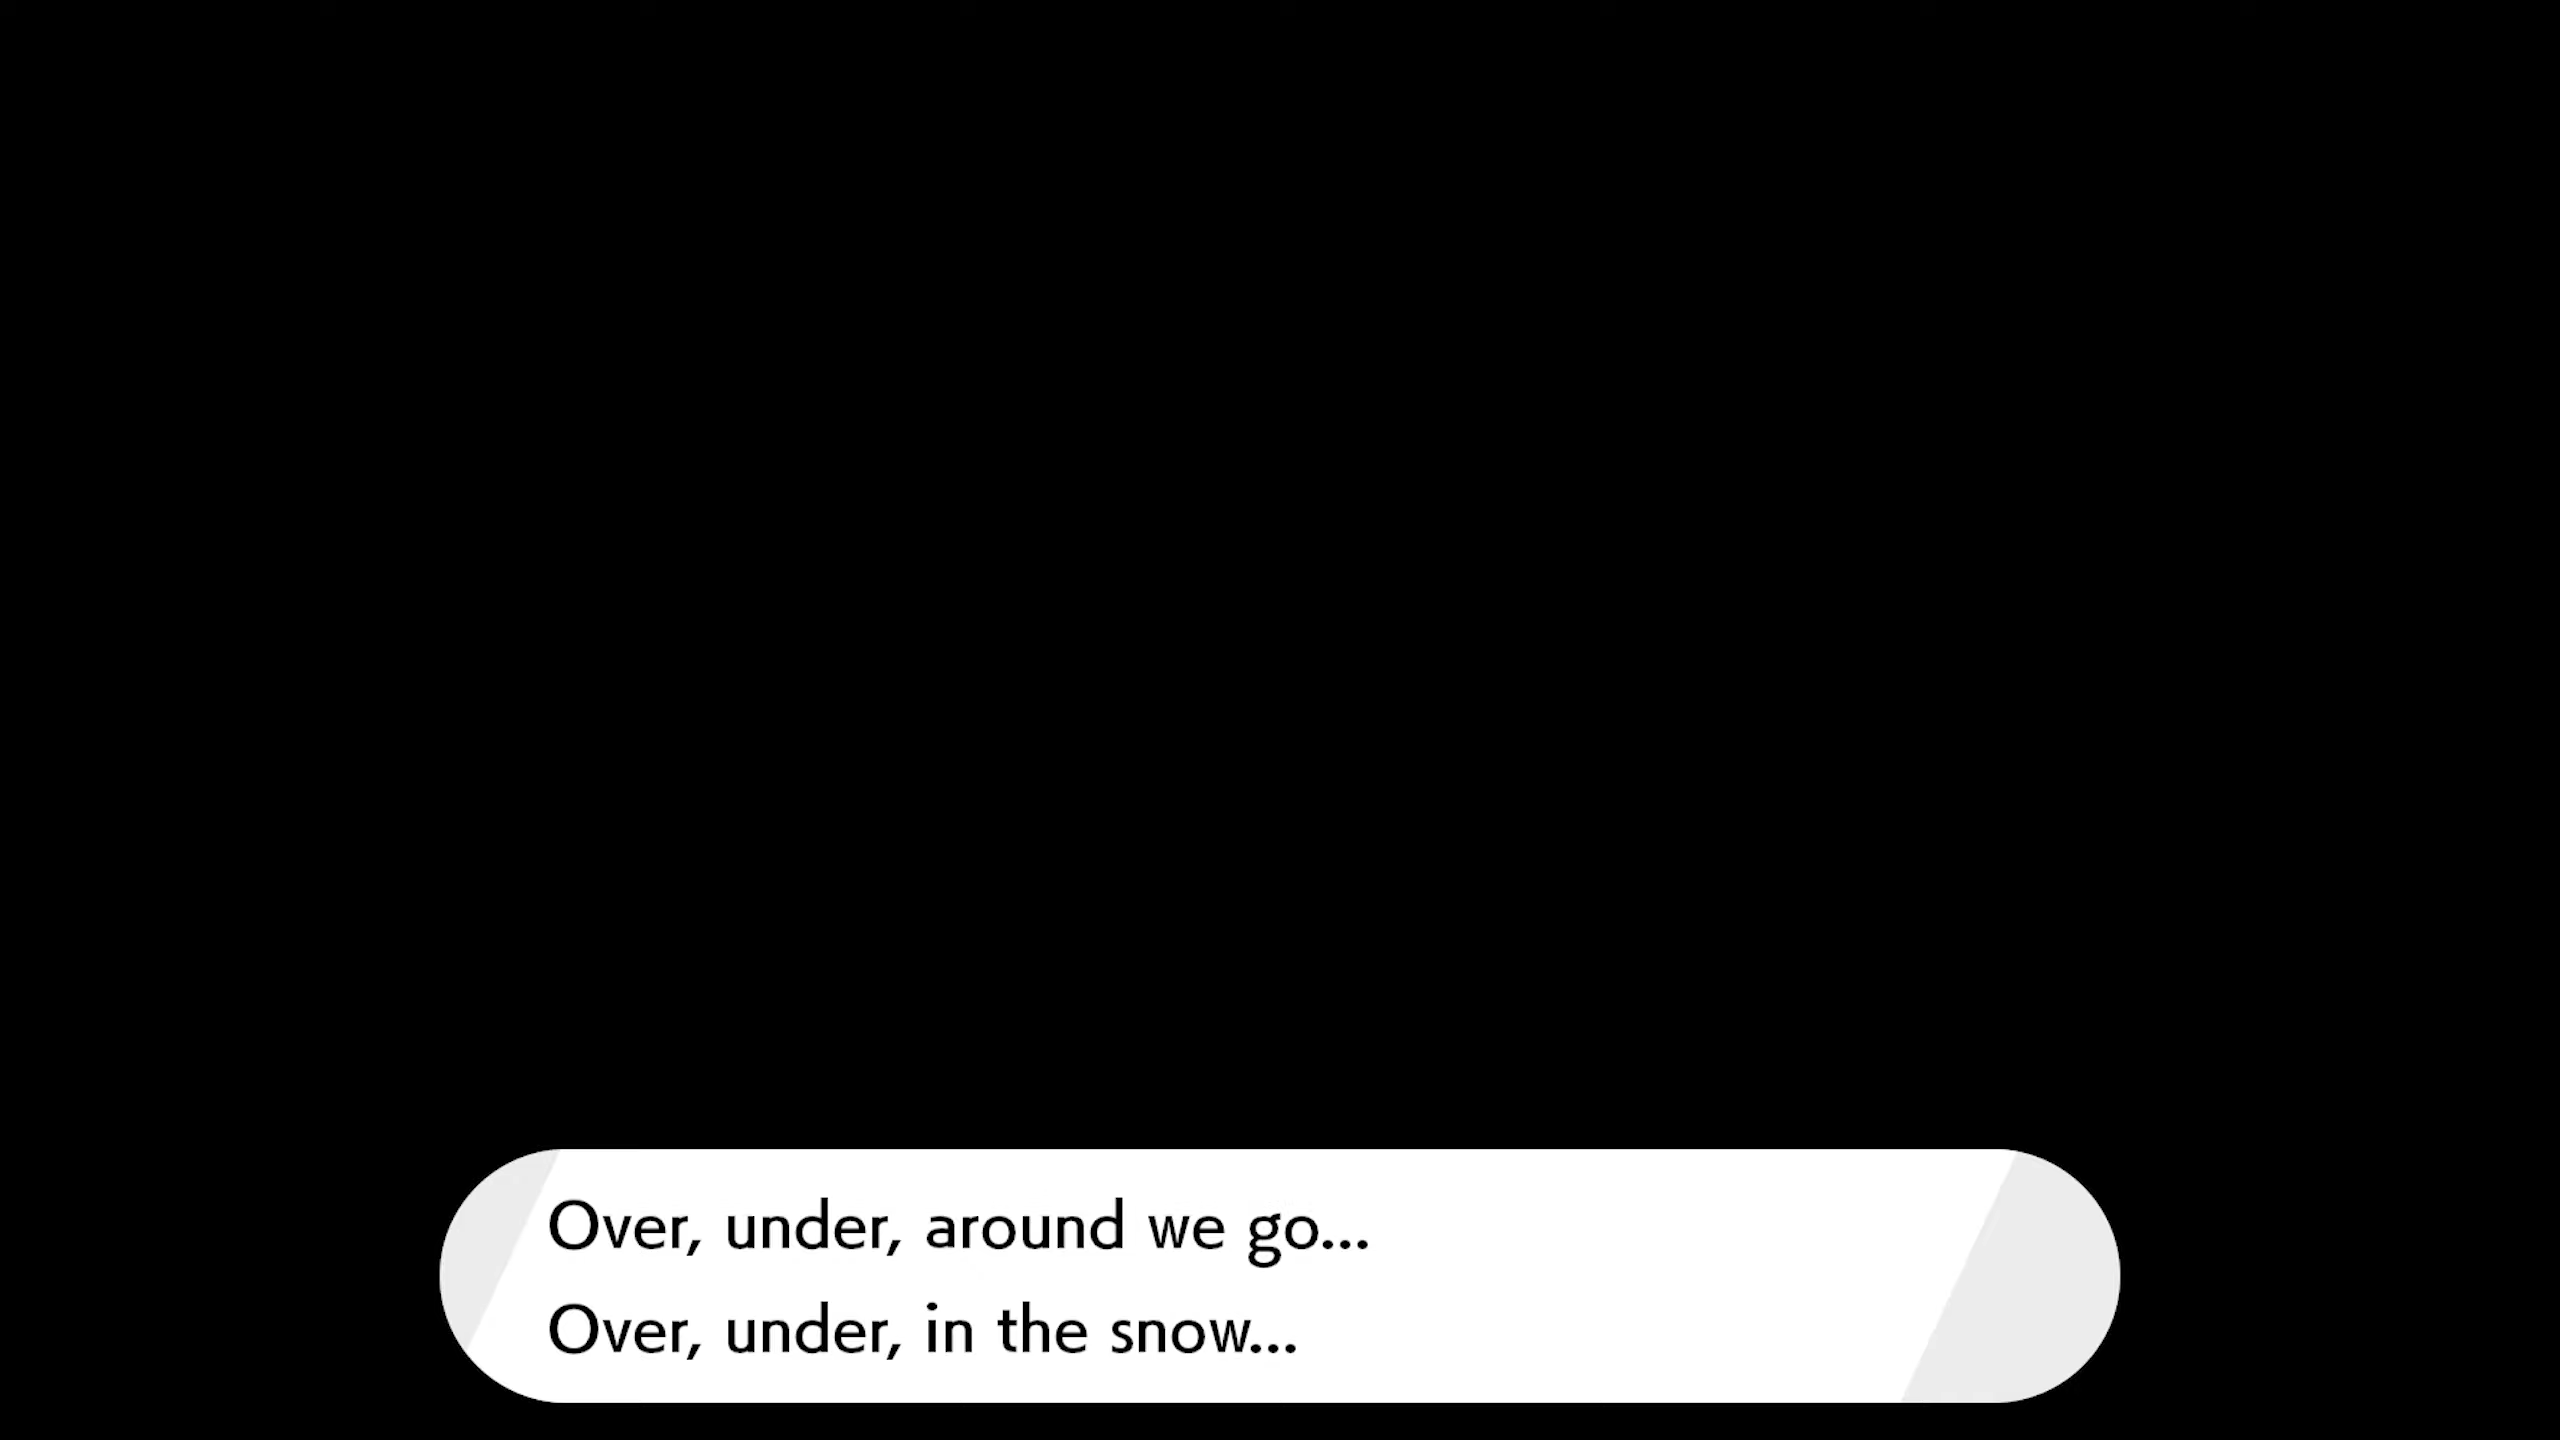 Over, under, around we go...
Over, under, in the snow...